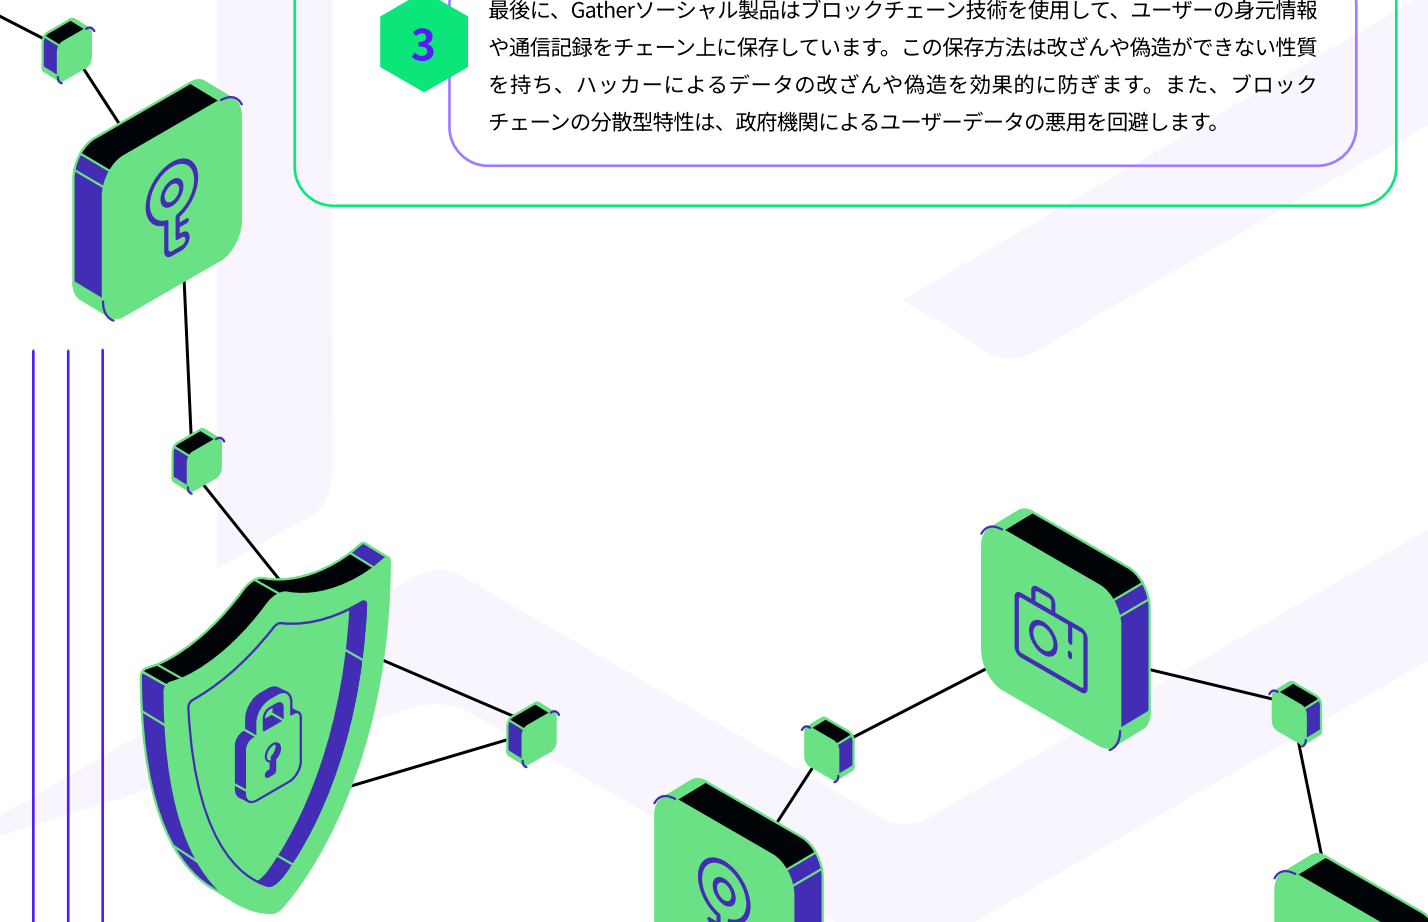 最後に、Gatherソーシャル製品はブロックチェーン技術を使用して、ユーザーの身元情報
3
や通信記録をチェーン上に保存しています。この保存方法は改ざんや偽造ができない性質
を持ち、ハッカーによるデータの改ざんや偽造を効果的に防ぎます。また、ブロック
チェーンの分散型特性は、政府機関によるユーザーデータの悪用を回避します。